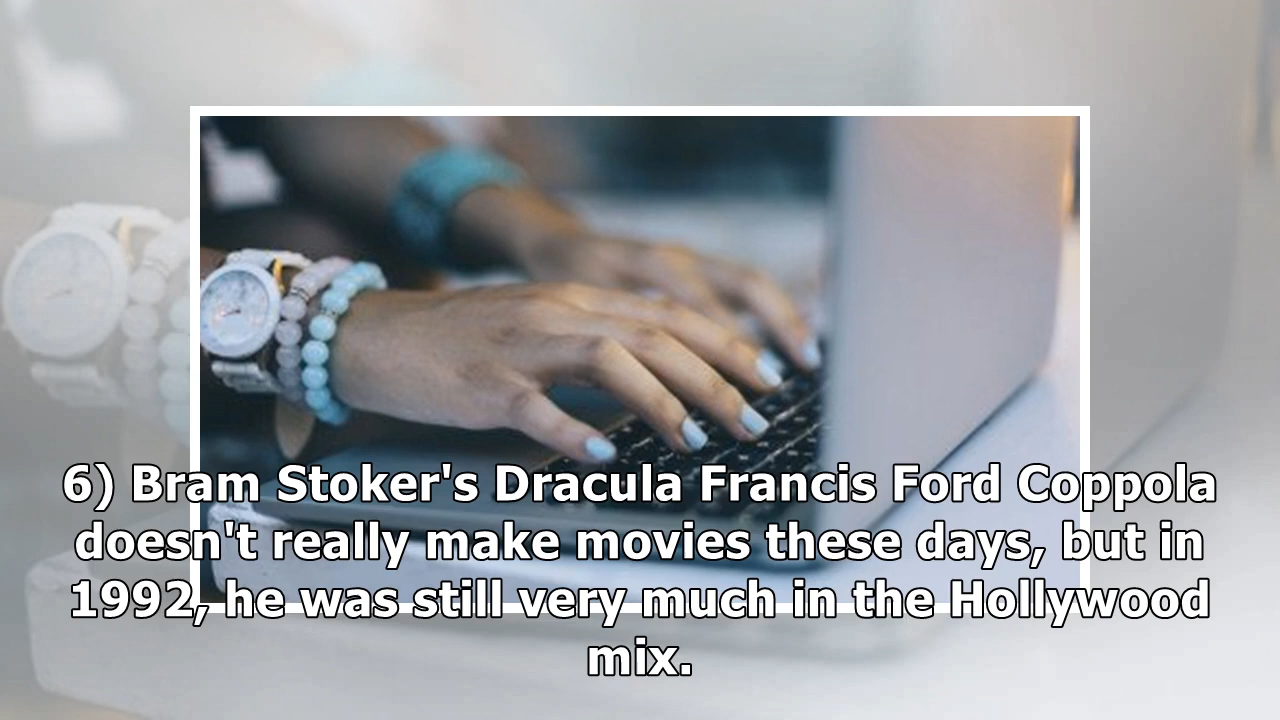 6) Bram Stoker's Dracula Francis Ford Coppola
doesn't really make movies these days, but in
1992, he was still very much in the Hollywood
mix.